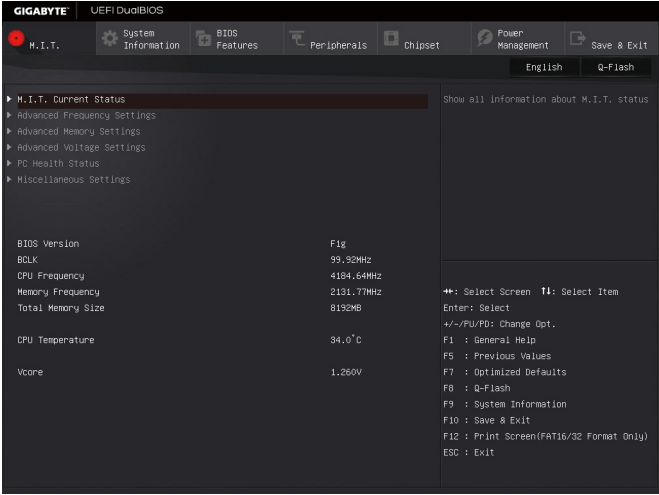 GIGABYTE™ UEFI DualBIOS
M.I.T.
System Information
BIOS Features
Peripherals
Chipset
Power Management
Save & Exit
English Q-Flash
M.I.T. Current Status
Advanced Frequency Settings
Advanced Memory Settings
Advanced Voltage Settings
PC Health Status
Miscellaneous Settings
Show all information about M.I.T. status
BIOS Version F1g
BCLK 99.92MHz
CPU Frequency 4184.64MHz
Memory Frequency 2131.77MHz
Total Memory Size 8192MB
CPU Temperature 34.0°C
Vcore 1.260V
→←: Select Screen ↑↓: Select Item
Enter: Select
+/-/PU/PD: Change Opt.
F1 : General Help
F5 : Previous Values
F7 : Optimized Defaults
F8 : Q-Flash
F9 : System Information
F10 : Save & Exit
F12 : Print Screen(FAT16/32 Format Only)
ESC : Exit